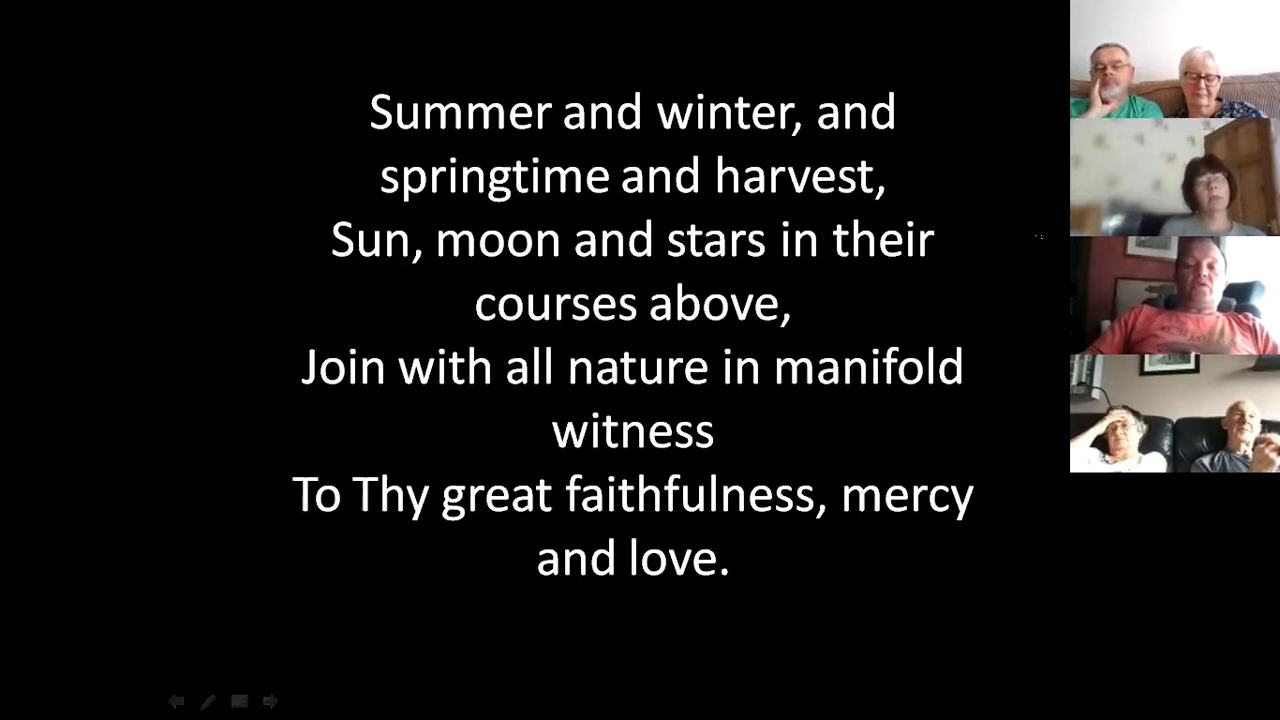 Summer and winter, and
springtime and harvest,
Sun, moon and stars in their
courses above,
Join with all nature in manifold
witness
To Thy great faithfulness, mercy
and love.